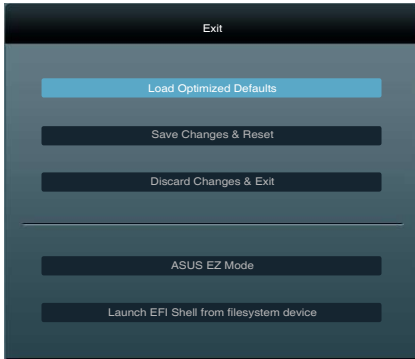 Exit
Load Optimized Defaults
Save Changes & Reset
Discard Changes & Exit
ASUS EZ Mode
Launch EFI Shell from filesystem device